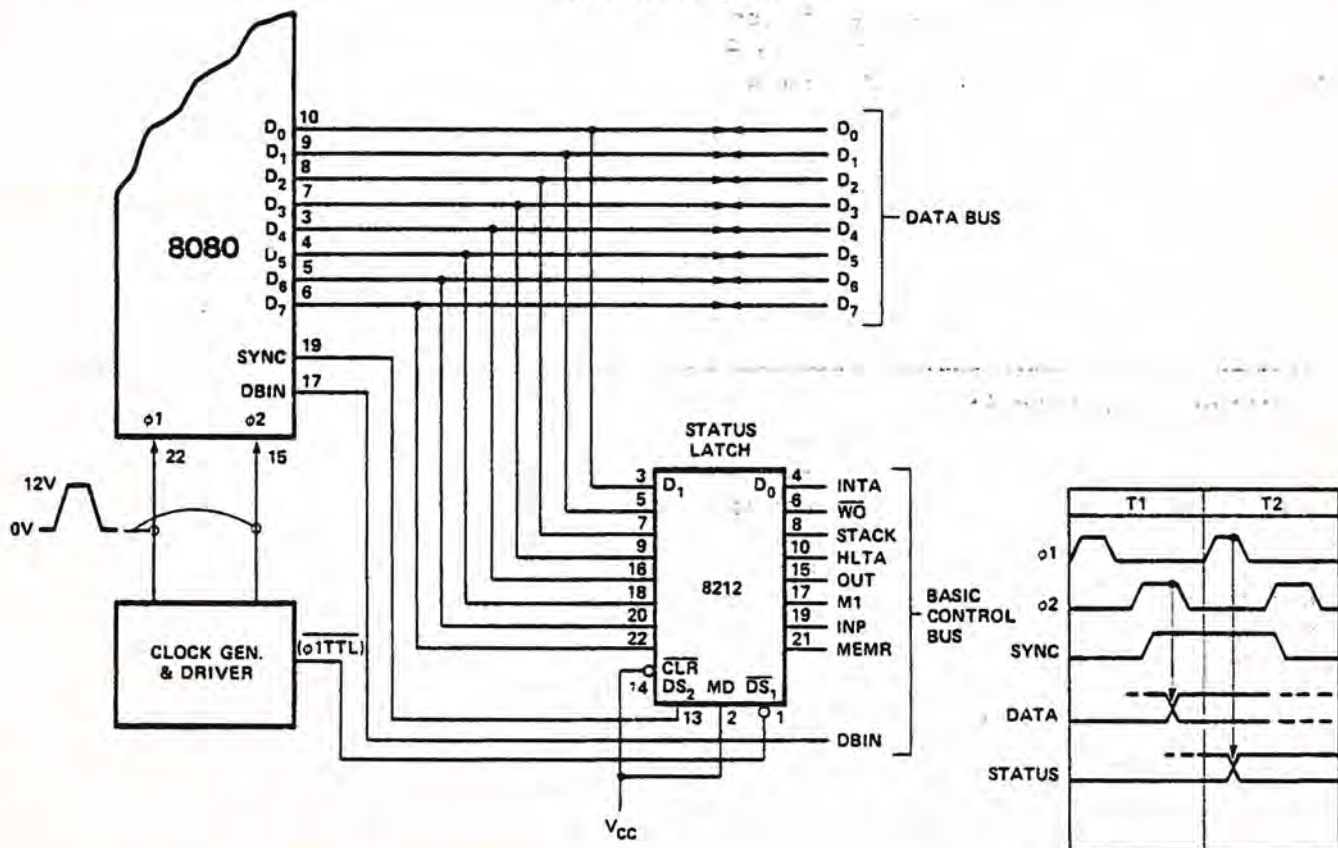 8080
D₀ 10
D₁ 9
D₂ 8
D₃ 7
D₄ 3
D₅ 4
D₆ 5
D₇ 6
SYNC 19
DBIN 17
φ1 φ2
22 15
12V
0V
CLOCK GEN.
& DRIVER
(φ1TTL)
D₀
D₁
D₂
D₃
D₄
D₅
D₆
D₇
DATA BUS
STATUS
LATCH
3 D₁ D₀ 4 INTA
5 6 WO
7 8 STACK
9 10 HLTA
16 15 OUT
18 17 M1
20 19 INP
22 21 MEMR
8212
CLR
14 DS₂ MD DS₁
13 2 1
DBIN
BASIC
CONTROL
BUS
V_CC
T1 T2
φ1
φ2
SYNC
DATA
STATUS